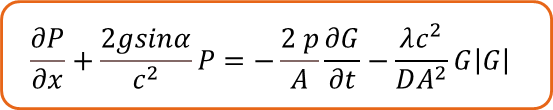 ∂P/∂x + (2gsinα/c²) P = − (2 p/A) ∂G/∂t − (λc²/DA²) G|G|